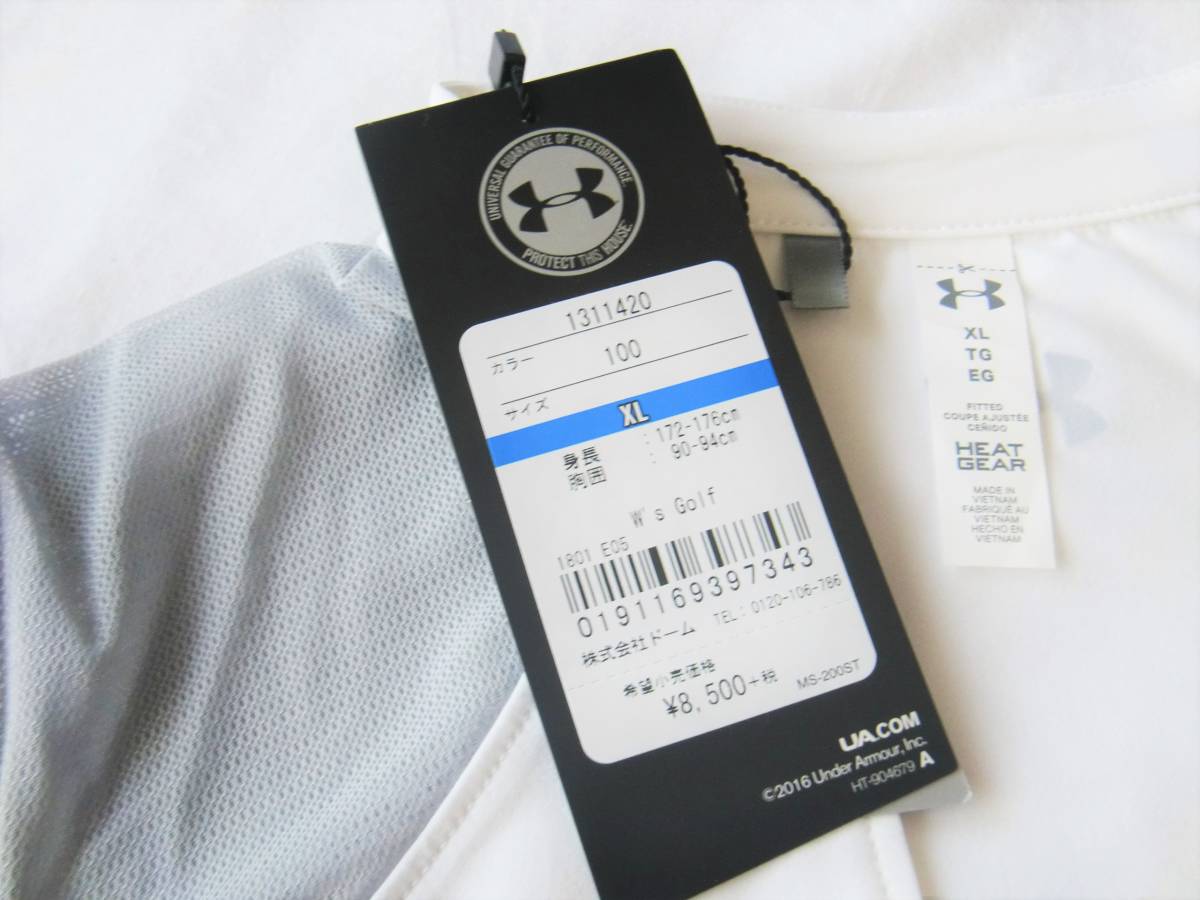 UNIVERSAL GUARANTEE OF PERFORMANCE.
PROTECT THIS HOUSE.
1311420
カラー 100
サイズ XL
身長 : 172-176cm
胸囲 : 90-94cm
W's Golf
1801 E05
0191169397343
株式会社ドーム TEL: 0120-106-786
希望小売価格
¥8,500+税 MS-200ST
UA.COM
©2016 Under Armour, Inc.
HT-904679 A
XL
TG
EG
FITTED
COUPE AJUSTÉE
CEÑIDO
HEAT
GEAR
MADE IN
VIETNAM
FABRIQUÉ AU
VIETNAM
HECHO EN
VIETNAM